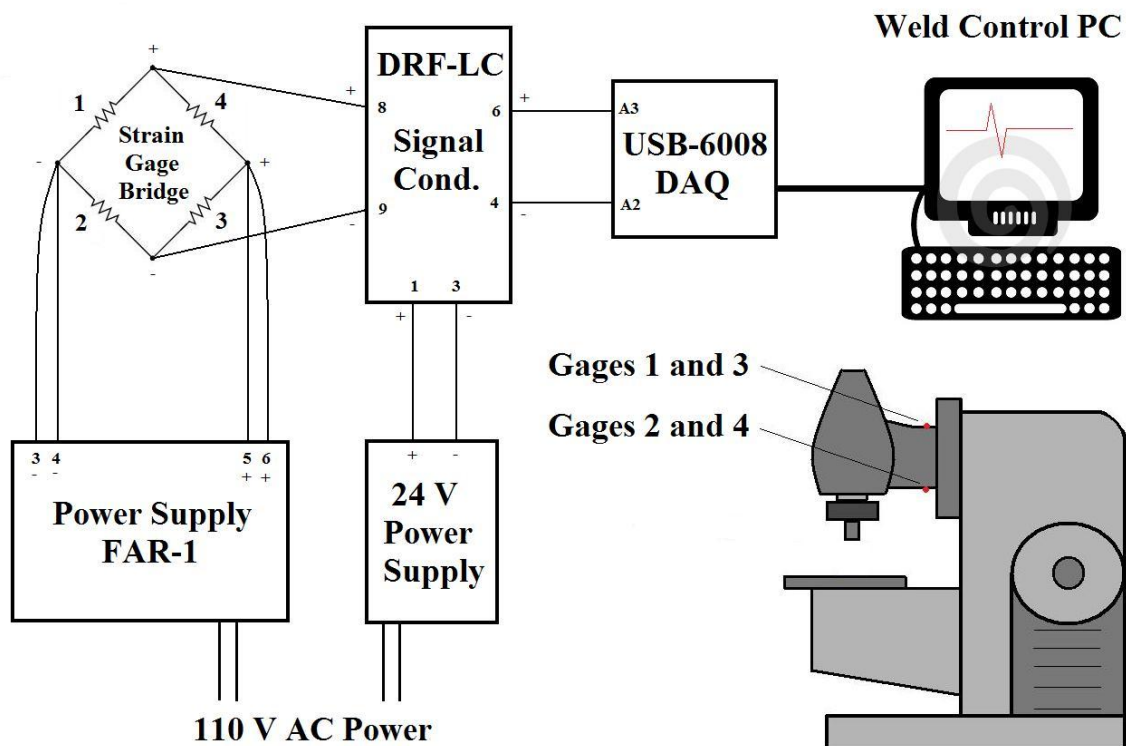 Weld Control PC
+
1
4
Strain
Gage
Bridge
-
+
2
3
-
DRF-LC
+
8
6
+
Signal
Cond.
9
4
-
-
1
3
+
-
A3
USB-6008
DAQ
A2
Gages 1 and 3
Gages 2 and 4
3 4
- -
5 6
+ +
Power Supply
FAR-1
+ -
24 V
Power
Supply
110 V AC Power